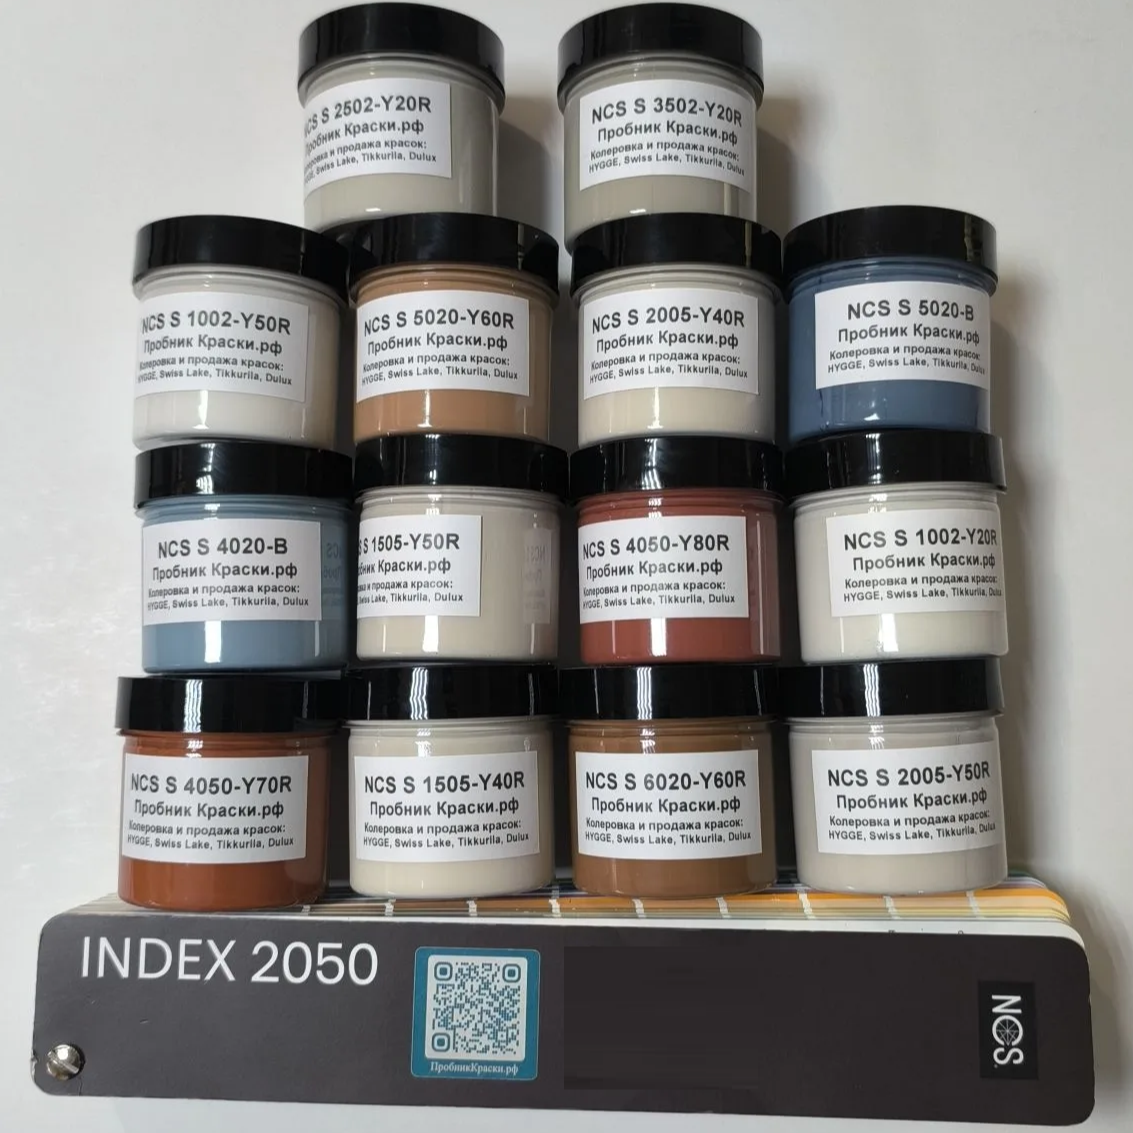 NCS S 2502-Y20R
Пробник Краски.рф
Колеровка и продажа красок:
HYGGE, Swiss Lake, Tikkurila, Dulux
NCS S 3502-Y20R
Пробник Краски.рф
Колеровка и продажа красок:
HYGGE, Swiss Lake, Tikkurila, Dulux
NCS S 1002-Y50R
Пробник Краски.рф
Колеровка и продажа красок:
HYGGE, Swiss Lake, Tikkurila, Dulux
NCS S 5020-Y60R
Пробник Краски.рф
Колеровка и продажа красок:
HYGGE, Swiss Lake, Tikkurila, Dulux
NCS S 2005-Y40R
Пробник Краски.рф
Колеровка и продажа красок:
HYGGE, Swiss Lake, Tikkurila, Dulux
NCS S 5020-B
Пробник Краски.рф
Колеровка и продажа красок:
HYGGE, Swiss Lake, Tikkurila, Dulux
NCS S 4020-B
Пробник Краски.рф
Колеровка и продажа красок:
HYGGE, Swiss Lake, Tikkurila, Dulux
S 1505-Y50R
Краски.рф
и продажа красок:
Swiss Lake, Tikkurila, Dulux
NCS S 4050-Y80R
Пробник Краски.рф
Колеровка и продажа красок:
HYGGE, Swiss Lake, Tikkurila, Dulux
NCS S 1002-Y20R
Пробник Краски.рф
Колеровка и продажа красок:
HYGGE, Swiss Lake, Tikkurila, Dulux
NCS S 4050-Y70R
Пробник Краски.рф
Колеровка и продажа красок:
HYGGE, Swiss Lake, Tikkurila, Dulux
NCS S 1505-Y40R
Пробник Краски.рф
Колеровка и продажа красок:
HYGGE, Swiss Lake, Tikkurila, Dulux
NCS S 6020-Y60R
Пробник Краски.рф
Колеровка и продажа красок:
HYGGE, Swiss Lake, Tikkurila, Dulux
NCS S 2005-Y50R
Пробник Краски.рф
Колеровка и продажа красок:
HYGGE, Swiss Lake, Tikkurila, Dulux
INDEX 2050
ПробникКраски.рф
NCS